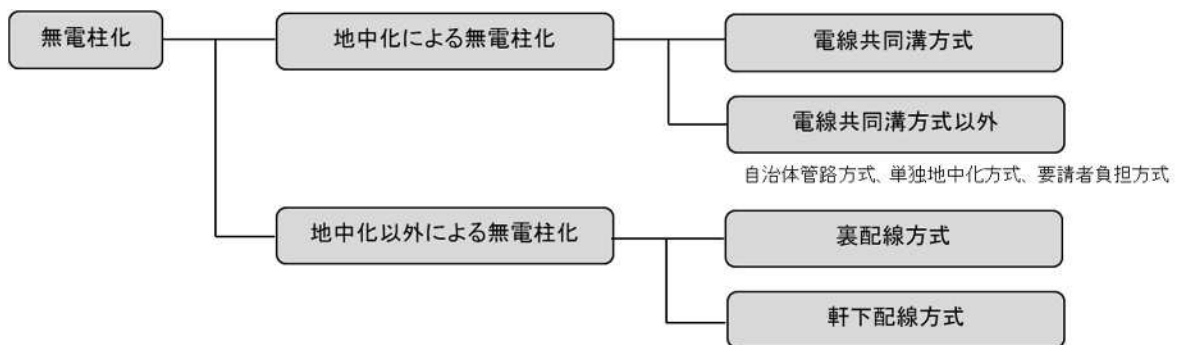 無電柱化
地中化による無電柱化
電線共同溝方式
電線共同溝方式以外
自治体管路方式、単独地中化方式、要請者負担方式
地中化以外による無電柱化
裏配線方式
軒下配線方式